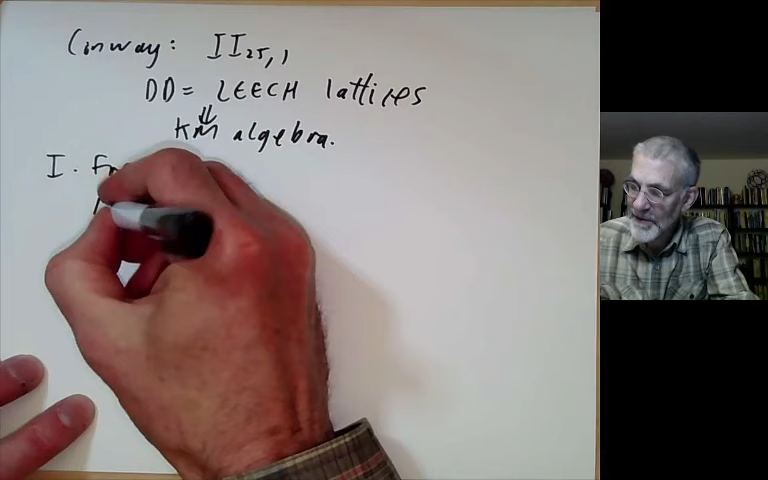 Conway: II25,1
DD = LEECH lattices
⇓
KM algebra.
I.